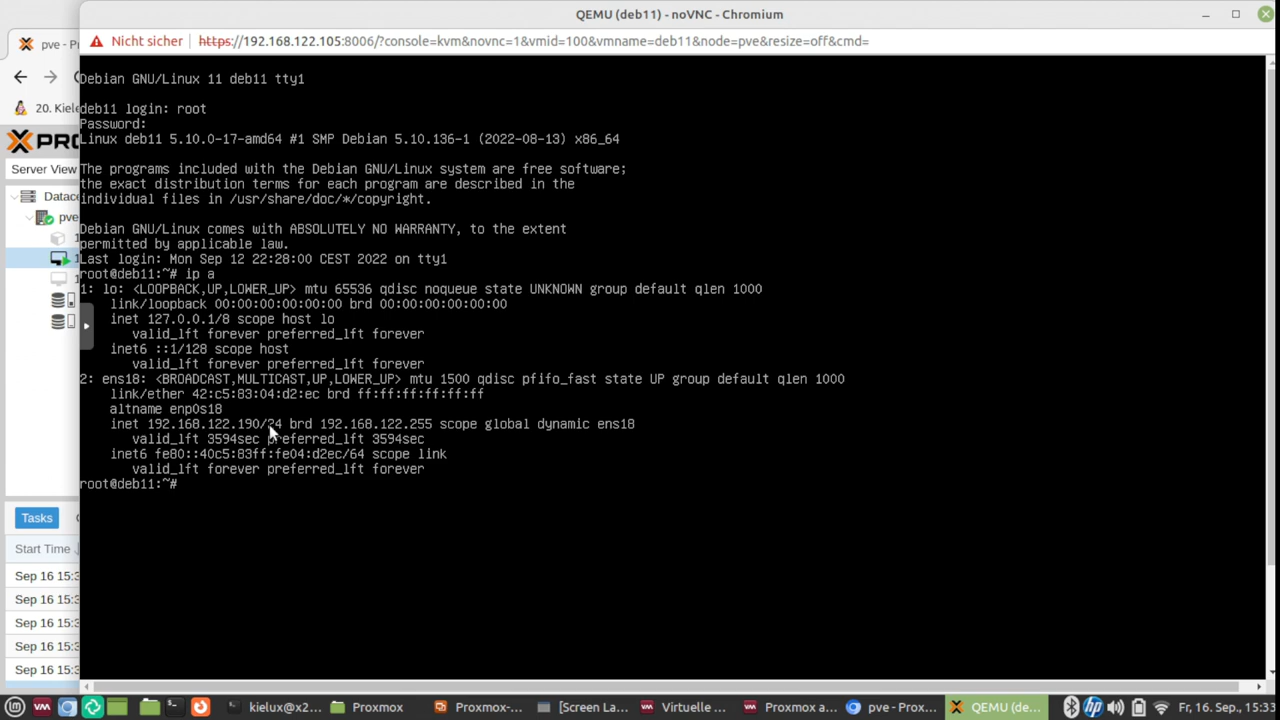 QEMU (deb11) - noVNC - Chromium
pve - P
Nicht sicher https://192.168.122.105:8006/?console=kvm&novnc=1&vmid=100&vmname=deb11&node=pve&resize=off&cmd=
20. Kiele
PRO
Server View
Datac
pve
Debian GNU/Linux 11 deb11 tty1
deb11 login: root
Password:
Linux deb11 5.10.0-17-amd64 #1 SMP Debian 5.10.136-1 (2022-08-13) x86_64
The programs included with the Debian GNU/Linux system are free software;
the exact distribution terms for each program are described in the
individual files in /usr/share/doc/*/copyright.
Debian GNU/Linux comes with ABSOLUTELY NO WARRANTY, to the extent
permitted by applicable law.
Last login: Mon Sep 12 22:28:00 CEST 2022 on tty1
root@deb11:~# ip a
1: lo: <LOOPBACK,UP,LOWER_UP> mtu 65536 qdisc noqueue state UNKNOWN group default qlen 1000
link/loopback 00:00:00:00:00:00 brd 00:00:00:00:00:00
inet 127.0.0.1/8 scope host lo
valid_lft forever preferred_lft forever
inet6 ::1/128 scope host
valid_lft forever preferred_lft forever
2: ens18: <BROADCAST,MULTICAST,UP,LOWER_UP> mtu 1500 qdisc pfifo_fast state UP group default qlen 1000
link/ether 42:c5:83:04:d2:ec brd ff:ff:ff:ff:ff:ff
altname enp0s18
inet 192.168.122.190/24 brd 192.168.122.255 scope global dynamic ens18
valid_lft 3594sec preferred_lft 3594sec
inet6 fe80::40c5:83ff:fe04:d2ec/64 scope link
valid_lft forever preferred_lft forever
root@deb11:~#
Tasks
Start Time
Sep 16 15:3
Sep 16 15:3
Sep 16 15:3
Sep 16 15:3
Sep 16 15:3
kielux@x2...
Proxmox
Proxmox-...
[Screen La...
Virtuelle ...
Proxmox a...
pve - Prox...
QEMU (de...
Fr, 16. Sep., 15:33